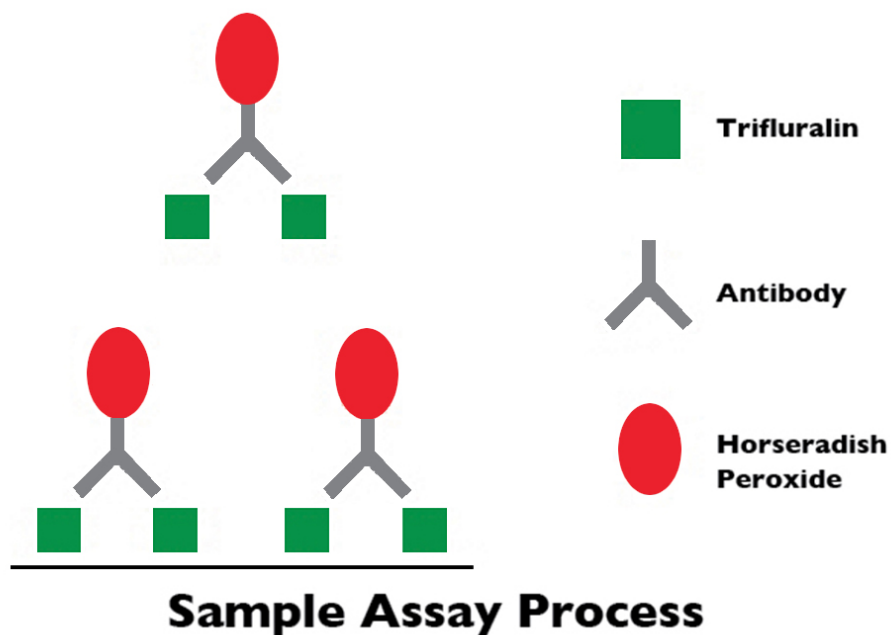 Trifluralin
Antibody
Horseradish
Peroxide
Sample Assay Process